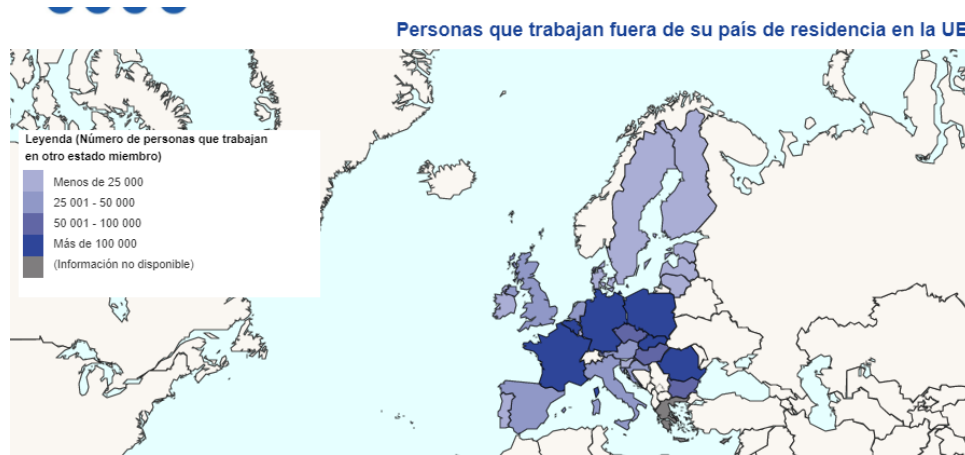 Personas que trabajan fuera de su país de residencia en la UE
Leyenda (Número de personas que trabajan
en otro estado miembro)
Menos de 25 000
25 001 - 50 000
50 001 - 100 000
Más de 100 000
(Información no disponible)